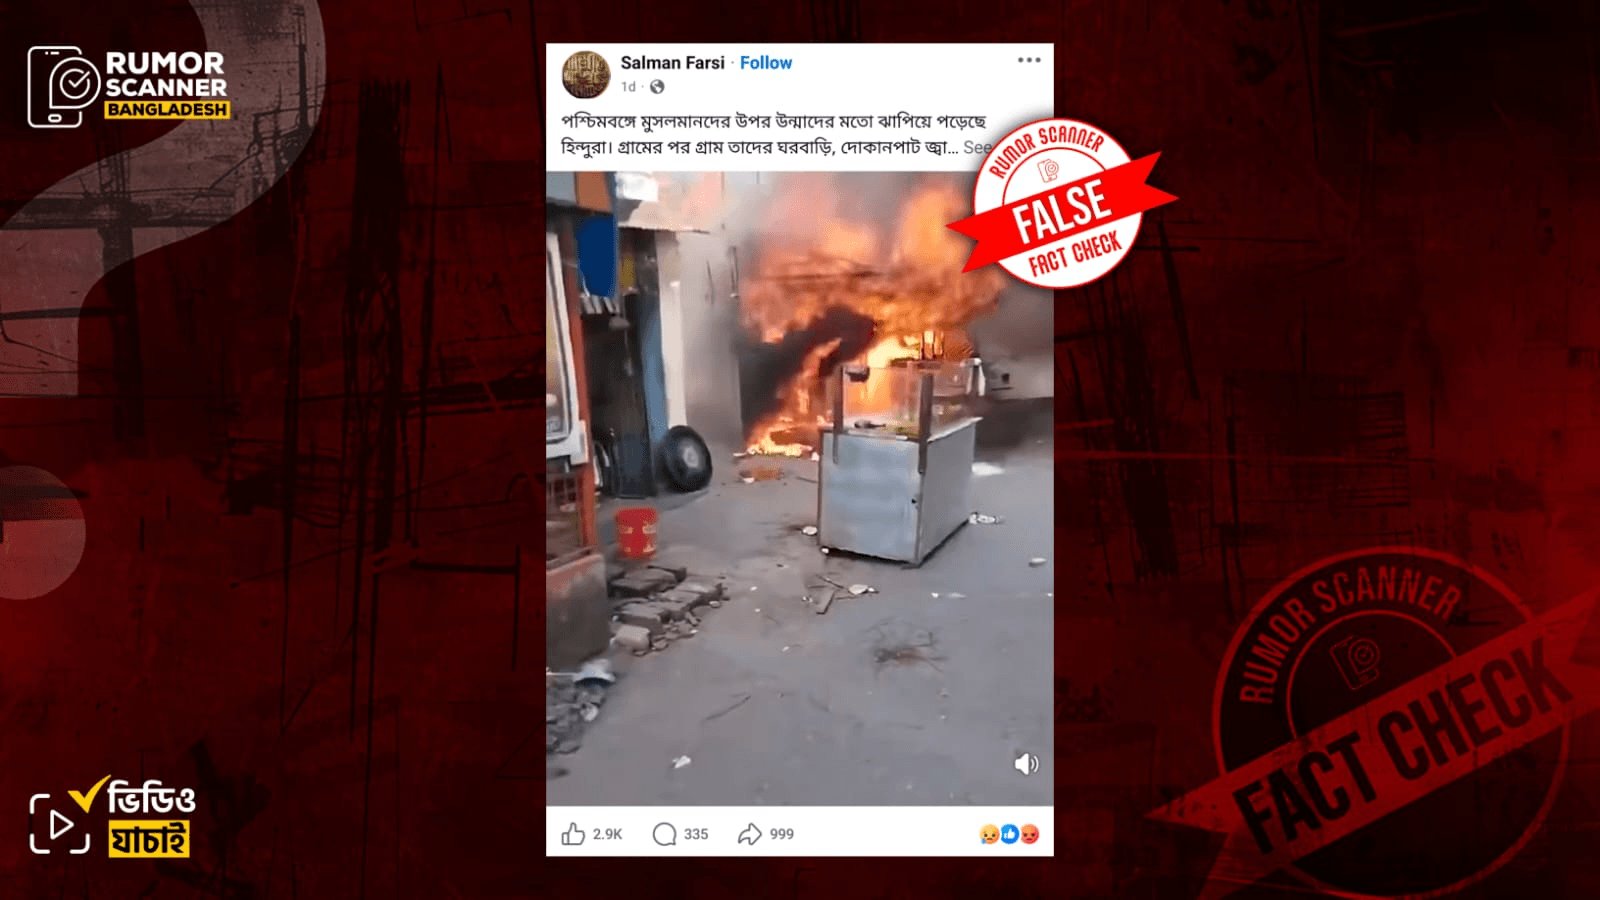 RUMOR
SCANNER
BANGLADESH
Salman Farsi · Follow
1d ·
পশ্চিমবঙ্গে মুসলমানদের উপর উন্মাদের মতো ঝাপিয়ে পড়েছে
হিন্দুরা। গ্রামের পর গ্রাম তাদের ঘরবাড়ি, দোকানপাট জ্বা... See
RUMOR SCANNER
FALSE
FACT CHECK
2.9K 335 999
ভিডিও
যাচাই
RUMOR SCANNER
FACT CHECK